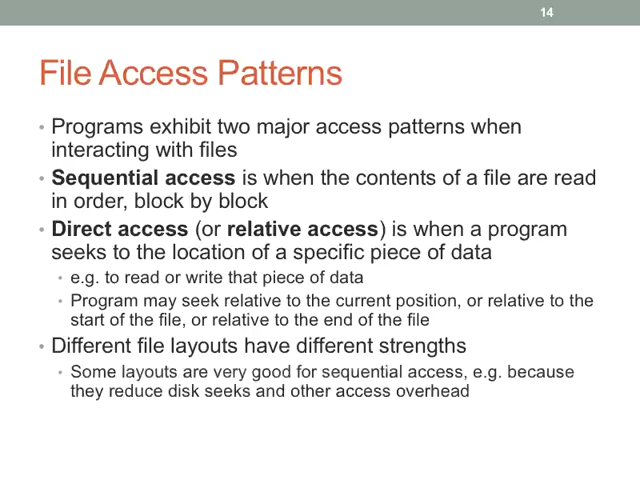 14
File Access Patterns
• Programs exhibit two major access patterns when
interacting with files
• Sequential access is when the contents of a file are read
in order, block by block
• Direct access (or relative access) is when a program
seeks to the location of a specific piece of data
• e.g. to read or write that piece of data
• Program may seek relative to the current position, or relative to the
start of the file, or relative to the end of the file
• Different file layouts have different strengths
• Some layouts are very good for sequential access, e.g. because
they reduce disk seeks and other access overhead